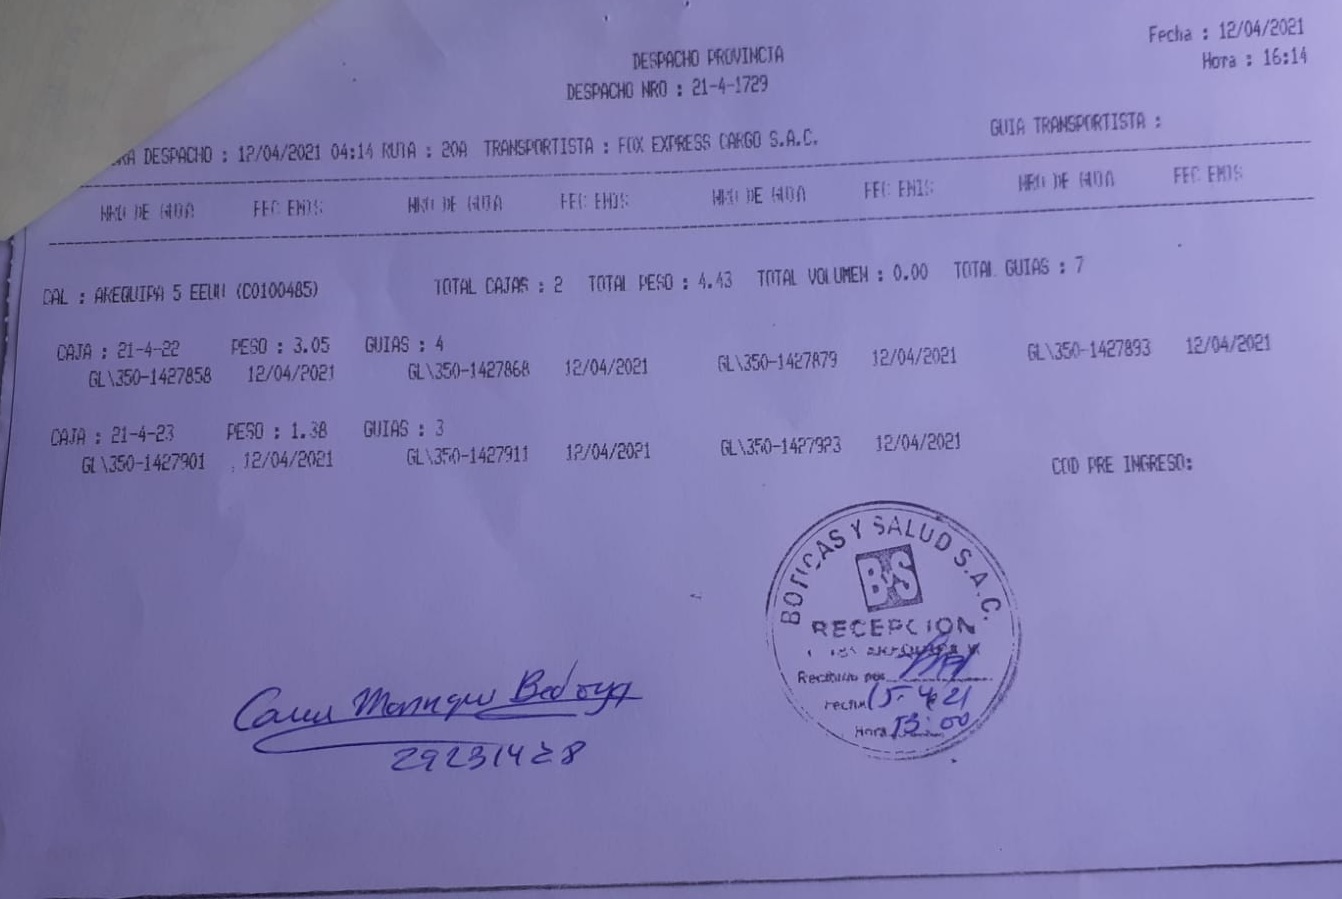 Fecha : 12/04/2021
DESPACHO PROVINCIA
Hora : 16:14
DESPACHO NRO : 21-4-1729
GUIA TRANSPORTISTA :
RA DESPACHO : 12/04/2021 04:14 RUTA : 20A TRANSPORTISTA : FOX EXPRESS CARGO S.A.C.
NRO DE GUIA FEC EMIS NRO DE GUIA FEC EMIS NRO DE GUIA FEC EMIS NRO DE GUIA FEC EMIS
CAL : AREQUIPA 5 EEUU (C0100485) TOTAL CAJAS : 2 TOTAL PESO : 4.43 TOTAL VOLUMEN : 0.00 TOTAL GUIAS : 7
CAJA : 21-4-22 PESO : 3.05 GUIAS : 4
GL\350-1427858 12/04/2021 GL\350-1427868 12/04/2021 GL\350-1427879 12/04/2021 GL\350-1427893 12/04/2021
CAJA : 21-4-23 PESO : 1.38 GUIAS : 3
GL\350-1427901 12/04/2021 GL\350-1427911 12/04/2021 GL\350-1427923 12/04/2021
COD PRE INGRESO:
BOTICAS Y SALUD S.A.C.
B&S
RECEPCION
Recibido por
Fecha 15-4-21
Hora 13:00
Manrique Bedoya
29231428